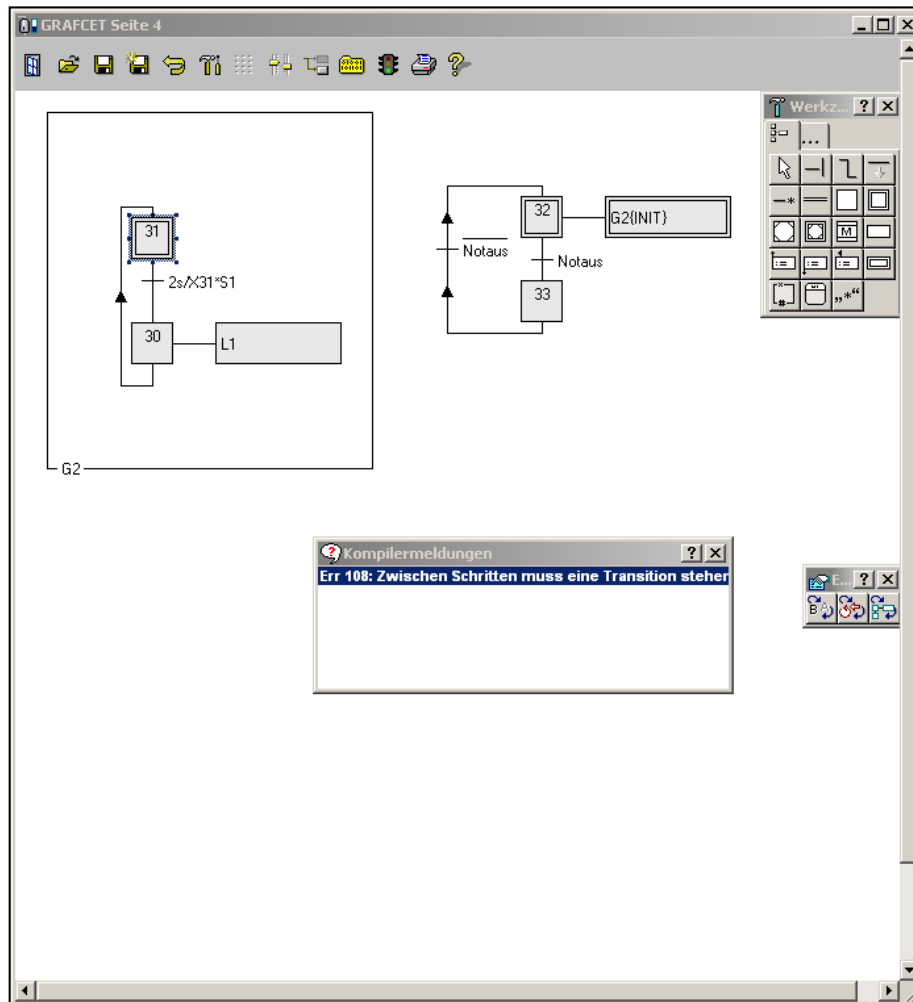 GRAFCET Seite 4
Werkz...
...
31
2s/X31*S1
30
L1
G2
32
G2{INIT}
Notaus
Notaus
33
M
„*“
Kompilermeldungen
Err 108: Zwischen Schritten muss eine Transition steher
E...
B A